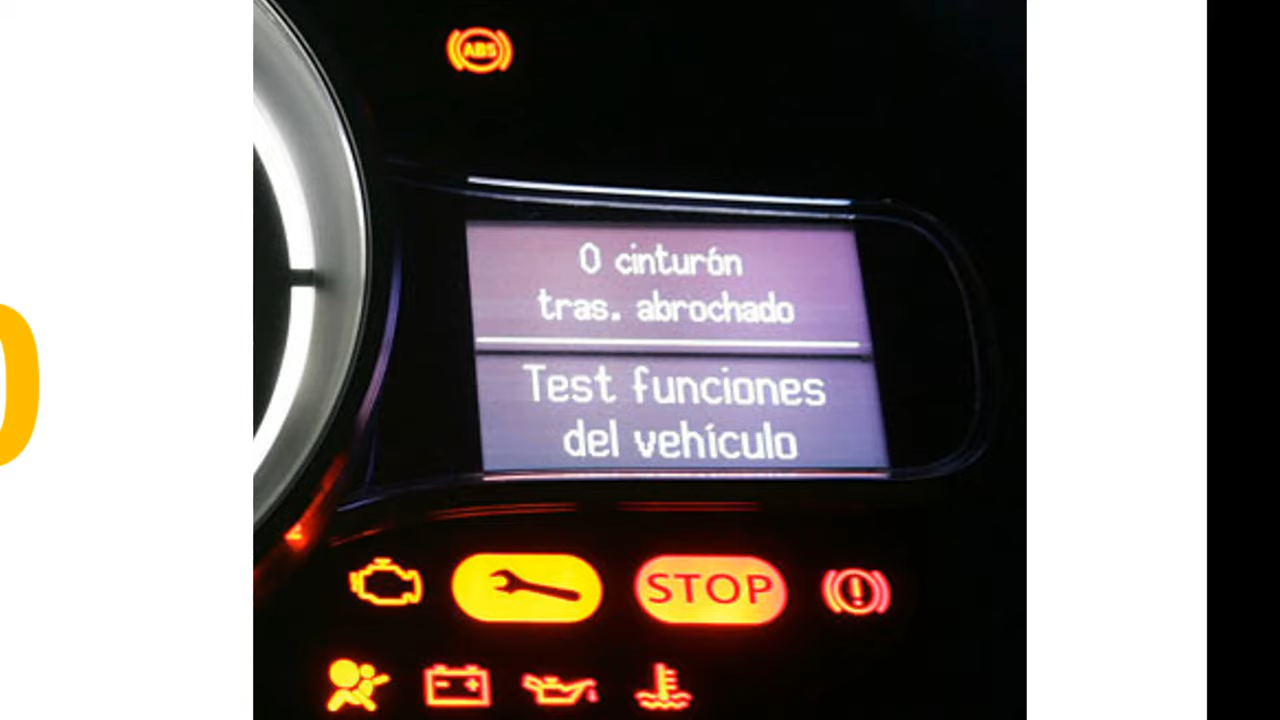 ABS
0 cinturón
tras. abrochado
Test funciones
del vehículo
STOP